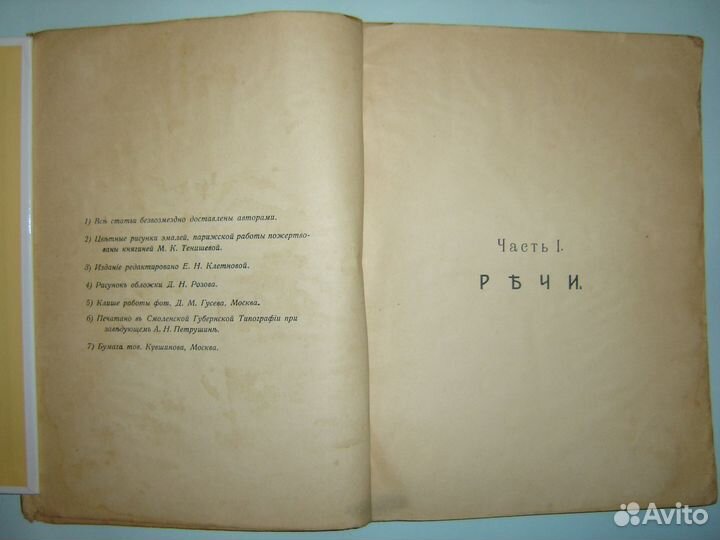 1) Всѣ статьи безвозмездно доставлены авторами.
2) Цвѣтные рисунки эмалей, парижской работы пожертво-
ваны княгиней М. К. Тенишевой.
3) Изданіе редактировано Е. Н. Клетновой.
4) Рисунокъ обложки Д. Н. Розова.
5) Клише работы фот. Д. М. Гусева, Москва.
6) Печатано въ Смоленской Губернской Типографіи при
завѣдующемъ А. Н. Петрушинѣ.
7) Бумага тов. Кувшинова, Москва.
Часть I.
РѢЧИ.
Avito